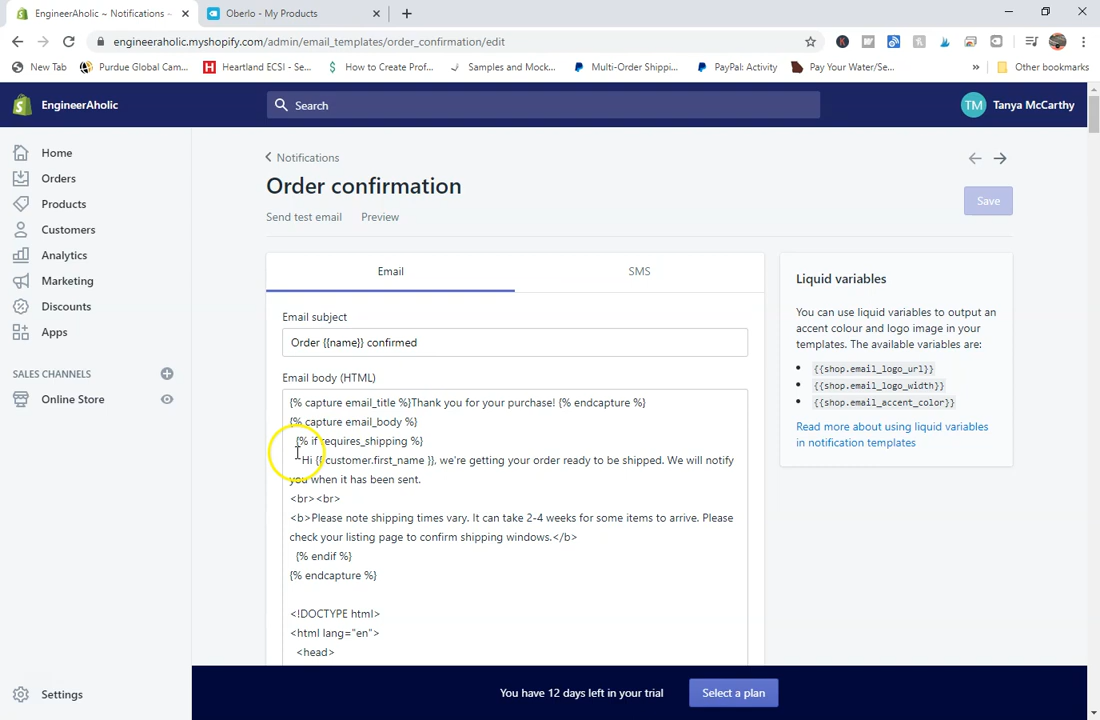 EngineerAholic ~ Notifications ~
Oberlo - My Products
engineeraholic.myshopify.com/admin/email_templates/order_confirmation/edit
New Tab
Purdue Global Cam...
Heartland ECSI - Se...
How to Create Prof...
Samples and Mock...
Multi-Order Shippi...
PayPal: Activity
Pay Your Water/Se...
»
Other bookmarks
EngineerAholic
Search
TM
Tanya McCarthy
Home
Orders
Products
Customers
Analytics
Marketing
Discounts
Apps
SALES CHANNELS
Online Store
Settings
Notifications
Order confirmation
Send test email
Preview
Save
Email
SMS
Email subject
Order {{name}} confirmed
Email body (HTML)
{% capture email_title %}Thank you for your purchase! {% endcapture %}
{% capture email_body %}
{% if requires_shipping %}
Hi {{ customer.first_name }}, we're getting your order ready to be shipped. We will notify
you when it has been sent.
<br><br>
<b>Please note shipping times vary. It can take 2-4 weeks for some items to arrive. Please
check your listing page to confirm shipping windows.</b>
{% endif %}
{% endcapture %}
<!DOCTYPE html>
<html lang="en">
<head>
Liquid variables
You can use liquid variables to output an
accent colour and logo image in your
templates. The available variables are:
• {{shop.email_logo_url}}
• {{shop.email_logo_width}}
• {{shop.email_accent_color}}
Read more about using liquid variables
in notification templates
You have 12 days left in your trial
Select a plan